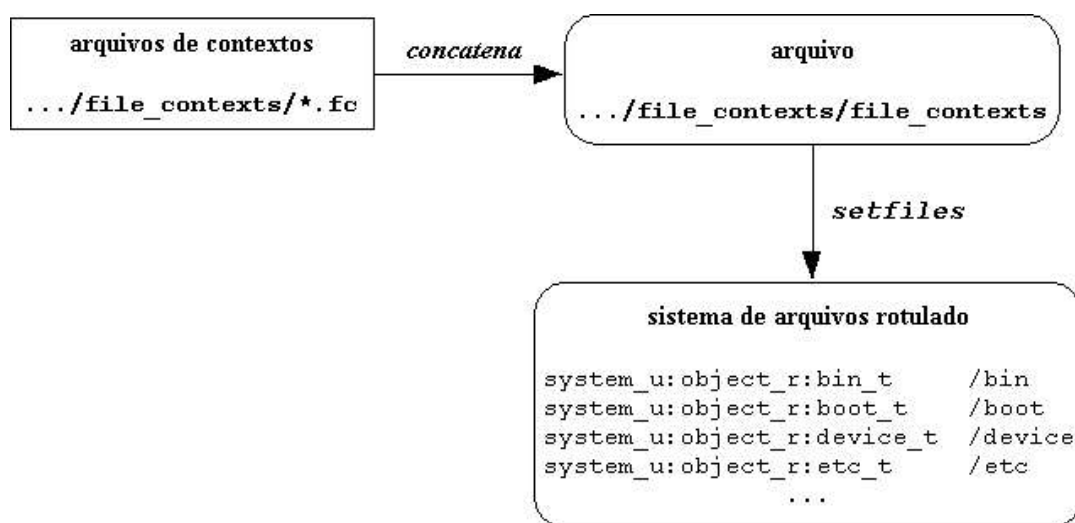 arquivos de contextos
.../file_contexts/*.fc
concatena
arquivo
.../file_contexts/file_contexts
setfiles
sistema de arquivos rotulado
system_u:object_r:bin_t /bin
system_u:object_r:boot_t /boot
system_u:object_r:device_t /device
system_u:object_r:etc_t /etc
...